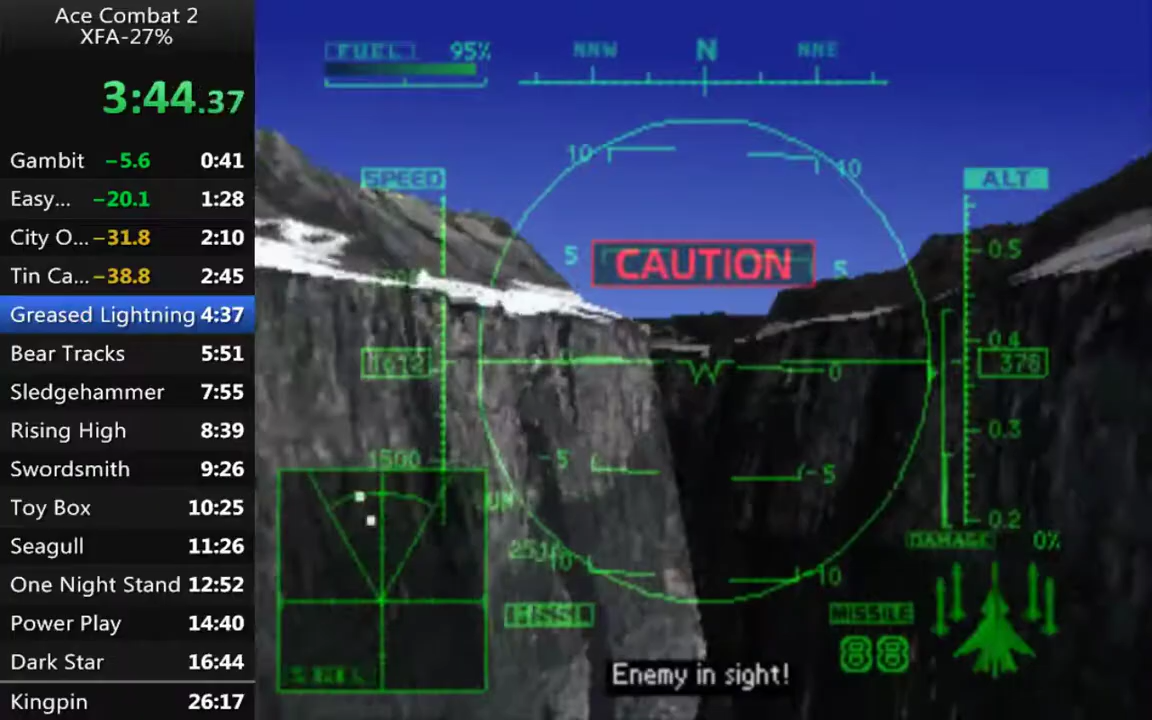 Ace Combat 2
XFA-27%
3:44.37
Gambit -5.6 0:41
Easy... -20.1 1:28
City O... -31.8 2:10
Tin Ca... -38.8 2:45
Greased Lightning 4:37
Bear Tracks 5:51
Sledgehammer 7:55
Rising High 8:39
Swordsmith 9:26
Toy Box 10:25
Seagull 11:26
One Night Stand 12:52
Power Play 14:40
Dark Star 16:44
Kingpin 26:17
FUEL 95%
NNW N NNE
10 10
SPEED ALT
5 CAUTION 5
0.5
0.4
1612 0 378
0.3
1500 -5 -5
0.2
DAMAGE 0%
10 10
MISSILE
88
Enemy in sight!